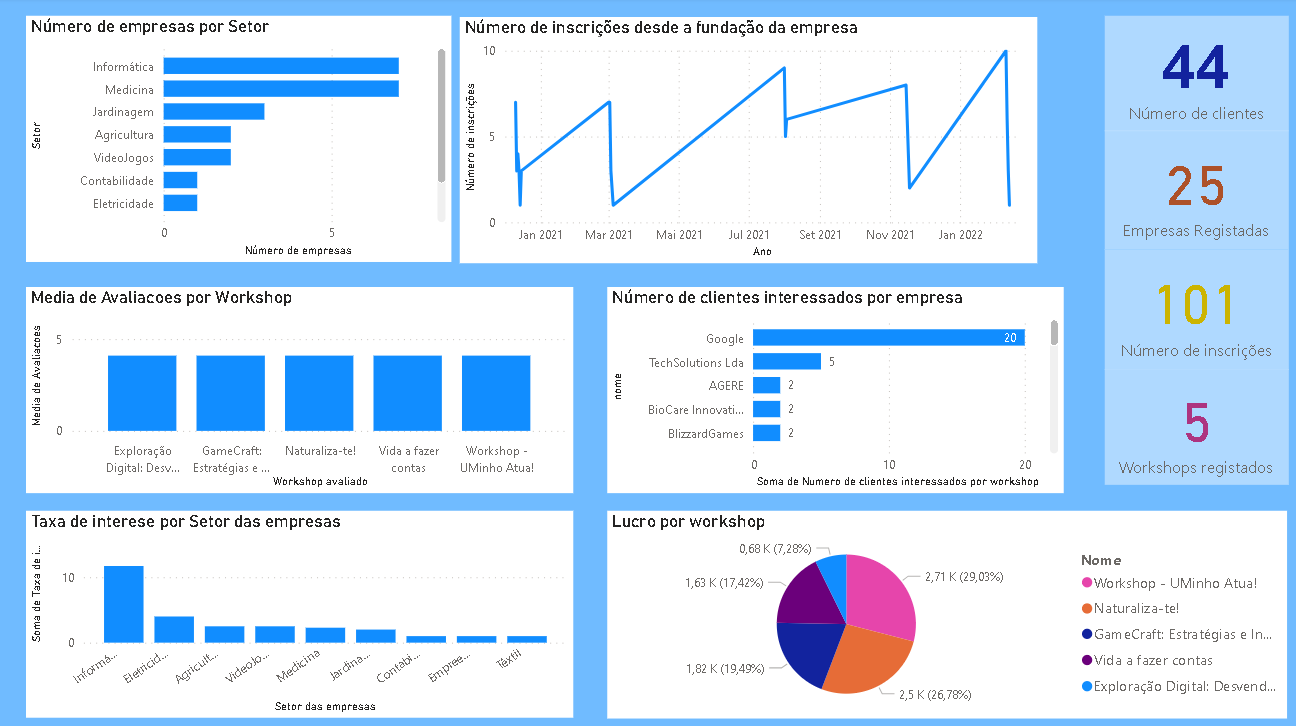 Número de empresas por Setor
Setor
Informática
Medicina
Jardinagem
Agricultura
VideoJogos
Contabilidade
Eletricidade
0
5
Número de empresas
Número de inscrições desde a fundação da empresa
Número de inscrições
10
5
0
Jan 2021
Mar 2021
Mai 2021
Jul 2021
Set 2021
Nov 2021
Jan 2022
Ano
44
Número de clientes
25
Empresas Registadas
101
Número de inscrições
5
Workshops registados
Media de Avaliacoes por Workshop
Media de Avaliacoes
5
0
Exploração
Digital: Desv...
GameCraft:
Estratégias e ...
Naturaliza-te!
Vida a fazer
contas
Workshop -
UMinho Atua!
Workshop avaliado
Número de clientes interessados por empresa
nome
Google
20
TechSolutions Lda
5
AGERE
2
BioCare Innovati...
2
BlizzardGames
2
0
10
20
Soma de Numero de clientes interessados por workshop
Taxa de interese por Setor das empresas
Soma de Taxa de i...
10
0
Informá...
Eletricid...
Agricult...
VideoJo...
Medicina
Jardina...
Contabi...
Empree...
Têxtil
Setor das empresas
Lucro por workshop
0,68 K (7,28%)
2,71 K (29,03%)
1,63 K (17,42%)
1,82 K (19,49%)
2,5 K (26,78%)
Nome
Workshop - UMinho Atua!
Naturaliza-te!
GameCraft: Estratégias e In...
Vida a fazer contas
Exploração Digital: Desvend...